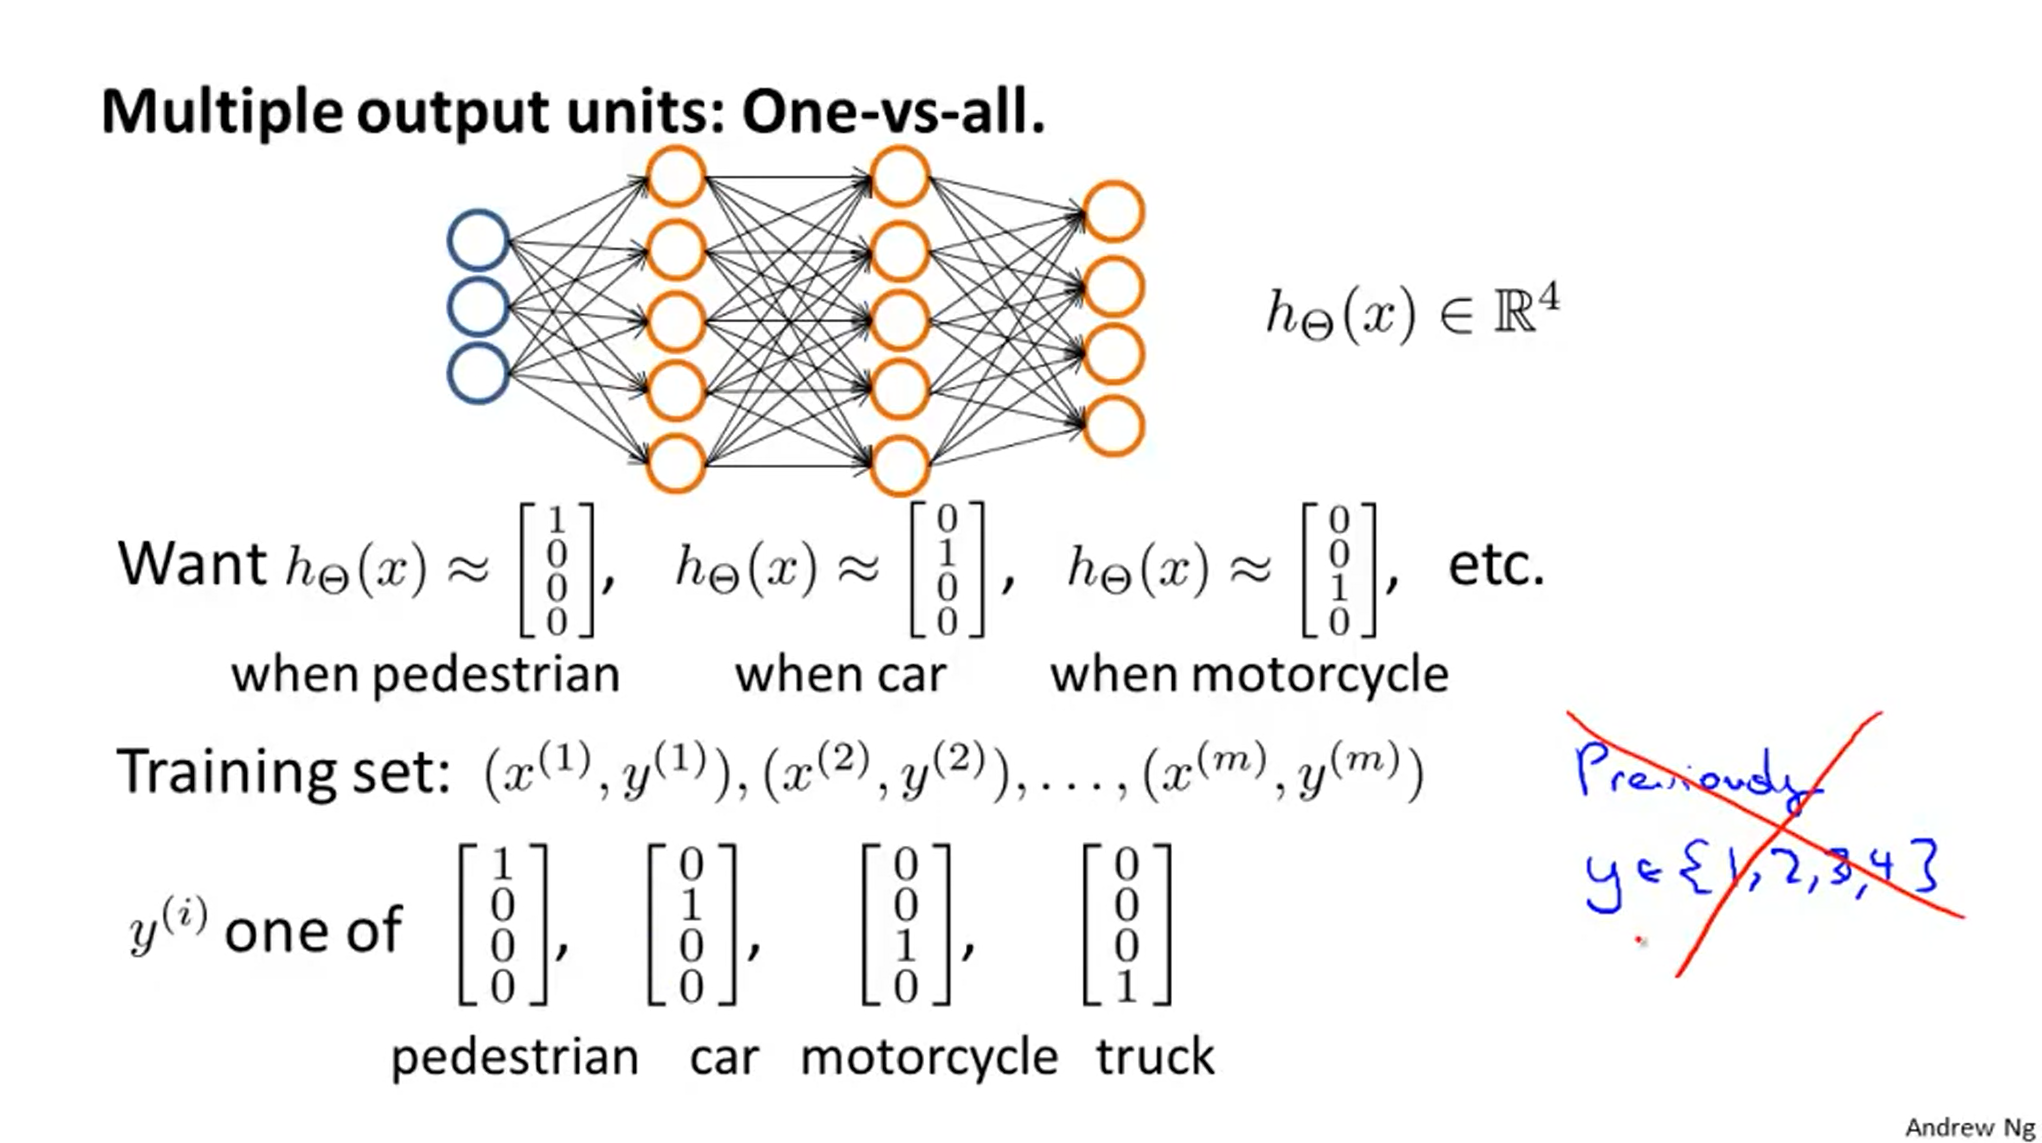 Multiple output units: One-vs-all.
hΘ(x) ∈ ℝ⁴
Want hΘ(x) ≈ [1 0 0 0], hΘ(x) ≈ [0 1 0 0], hΘ(x) ≈ [0 0 1 0], etc.
when pedestrian when car when motorcycle
Training set: (x⁽¹⁾, y⁽¹⁾), (x⁽²⁾, y⁽²⁾), . . . , (x⁽ᵐ⁾, y⁽ᵐ⁾)
Previously
y ∈ {1, 2, 3, 4}
y⁽ⁱ⁾ one of [1 0 0 0], [0 1 0 0], [0 0 1 0], [0 0 0 1]
pedestrian car motorcycle truck
Andrew Ng